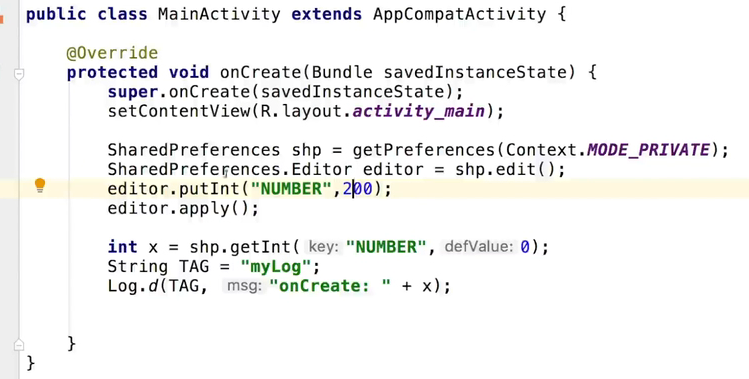 public class MainActivity extends AppCompatActivity {
@Override
protected void onCreate(Bundle savedInstanceState) {
super.onCreate(savedInstanceState);
setContentView(R.layout.activity_main);
SharedPreferences shp = getPreferences(Context.MODE_PRIVATE);
SharedPreferences.Editor editor = shp.edit();
editor.putInt("NUMBER",200);
editor.apply();
int x = shp.getInt( key: "NUMBER", defValue: 0);
String TAG = "myLog";
Log.d(TAG, msg: "onCreate: " + x);
}
}